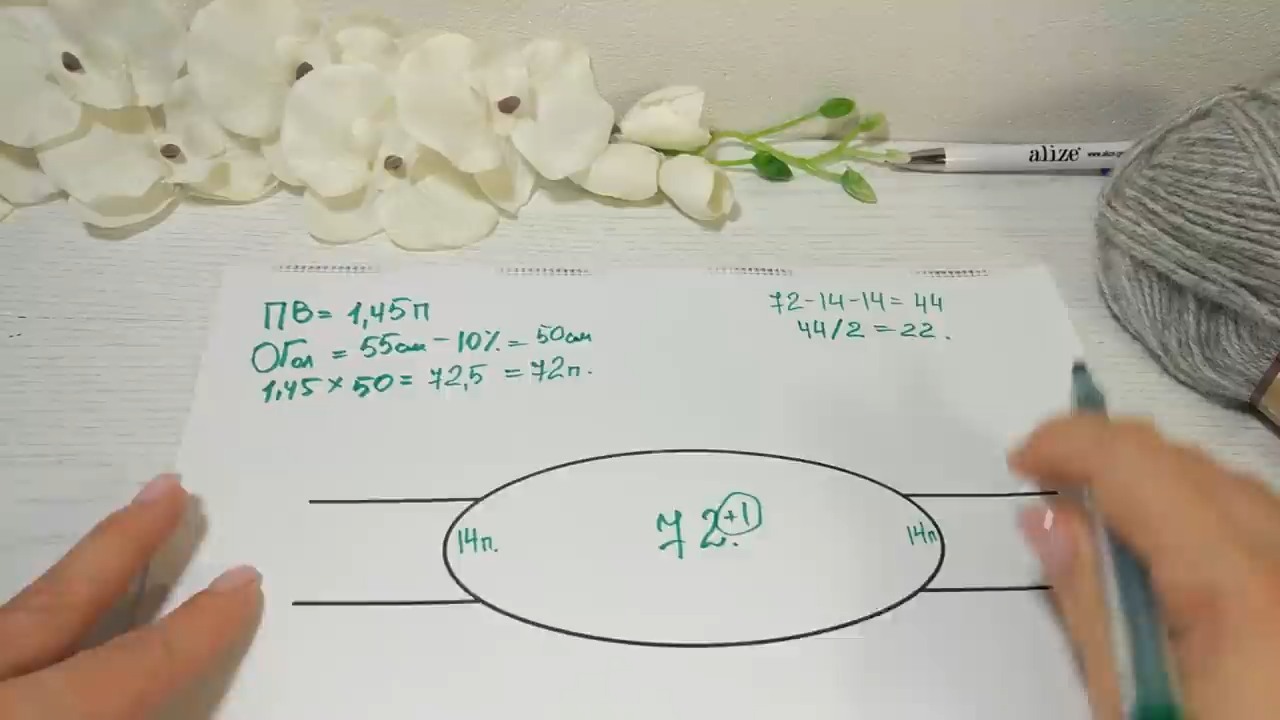 alize
ПВ = 1,45п
Огол = 55см - 10% = 50см
1,45 × 50 = 72,5 = 72п.
72-14-14 = 44
44/2 = 22.
14п.
72. +1
14п